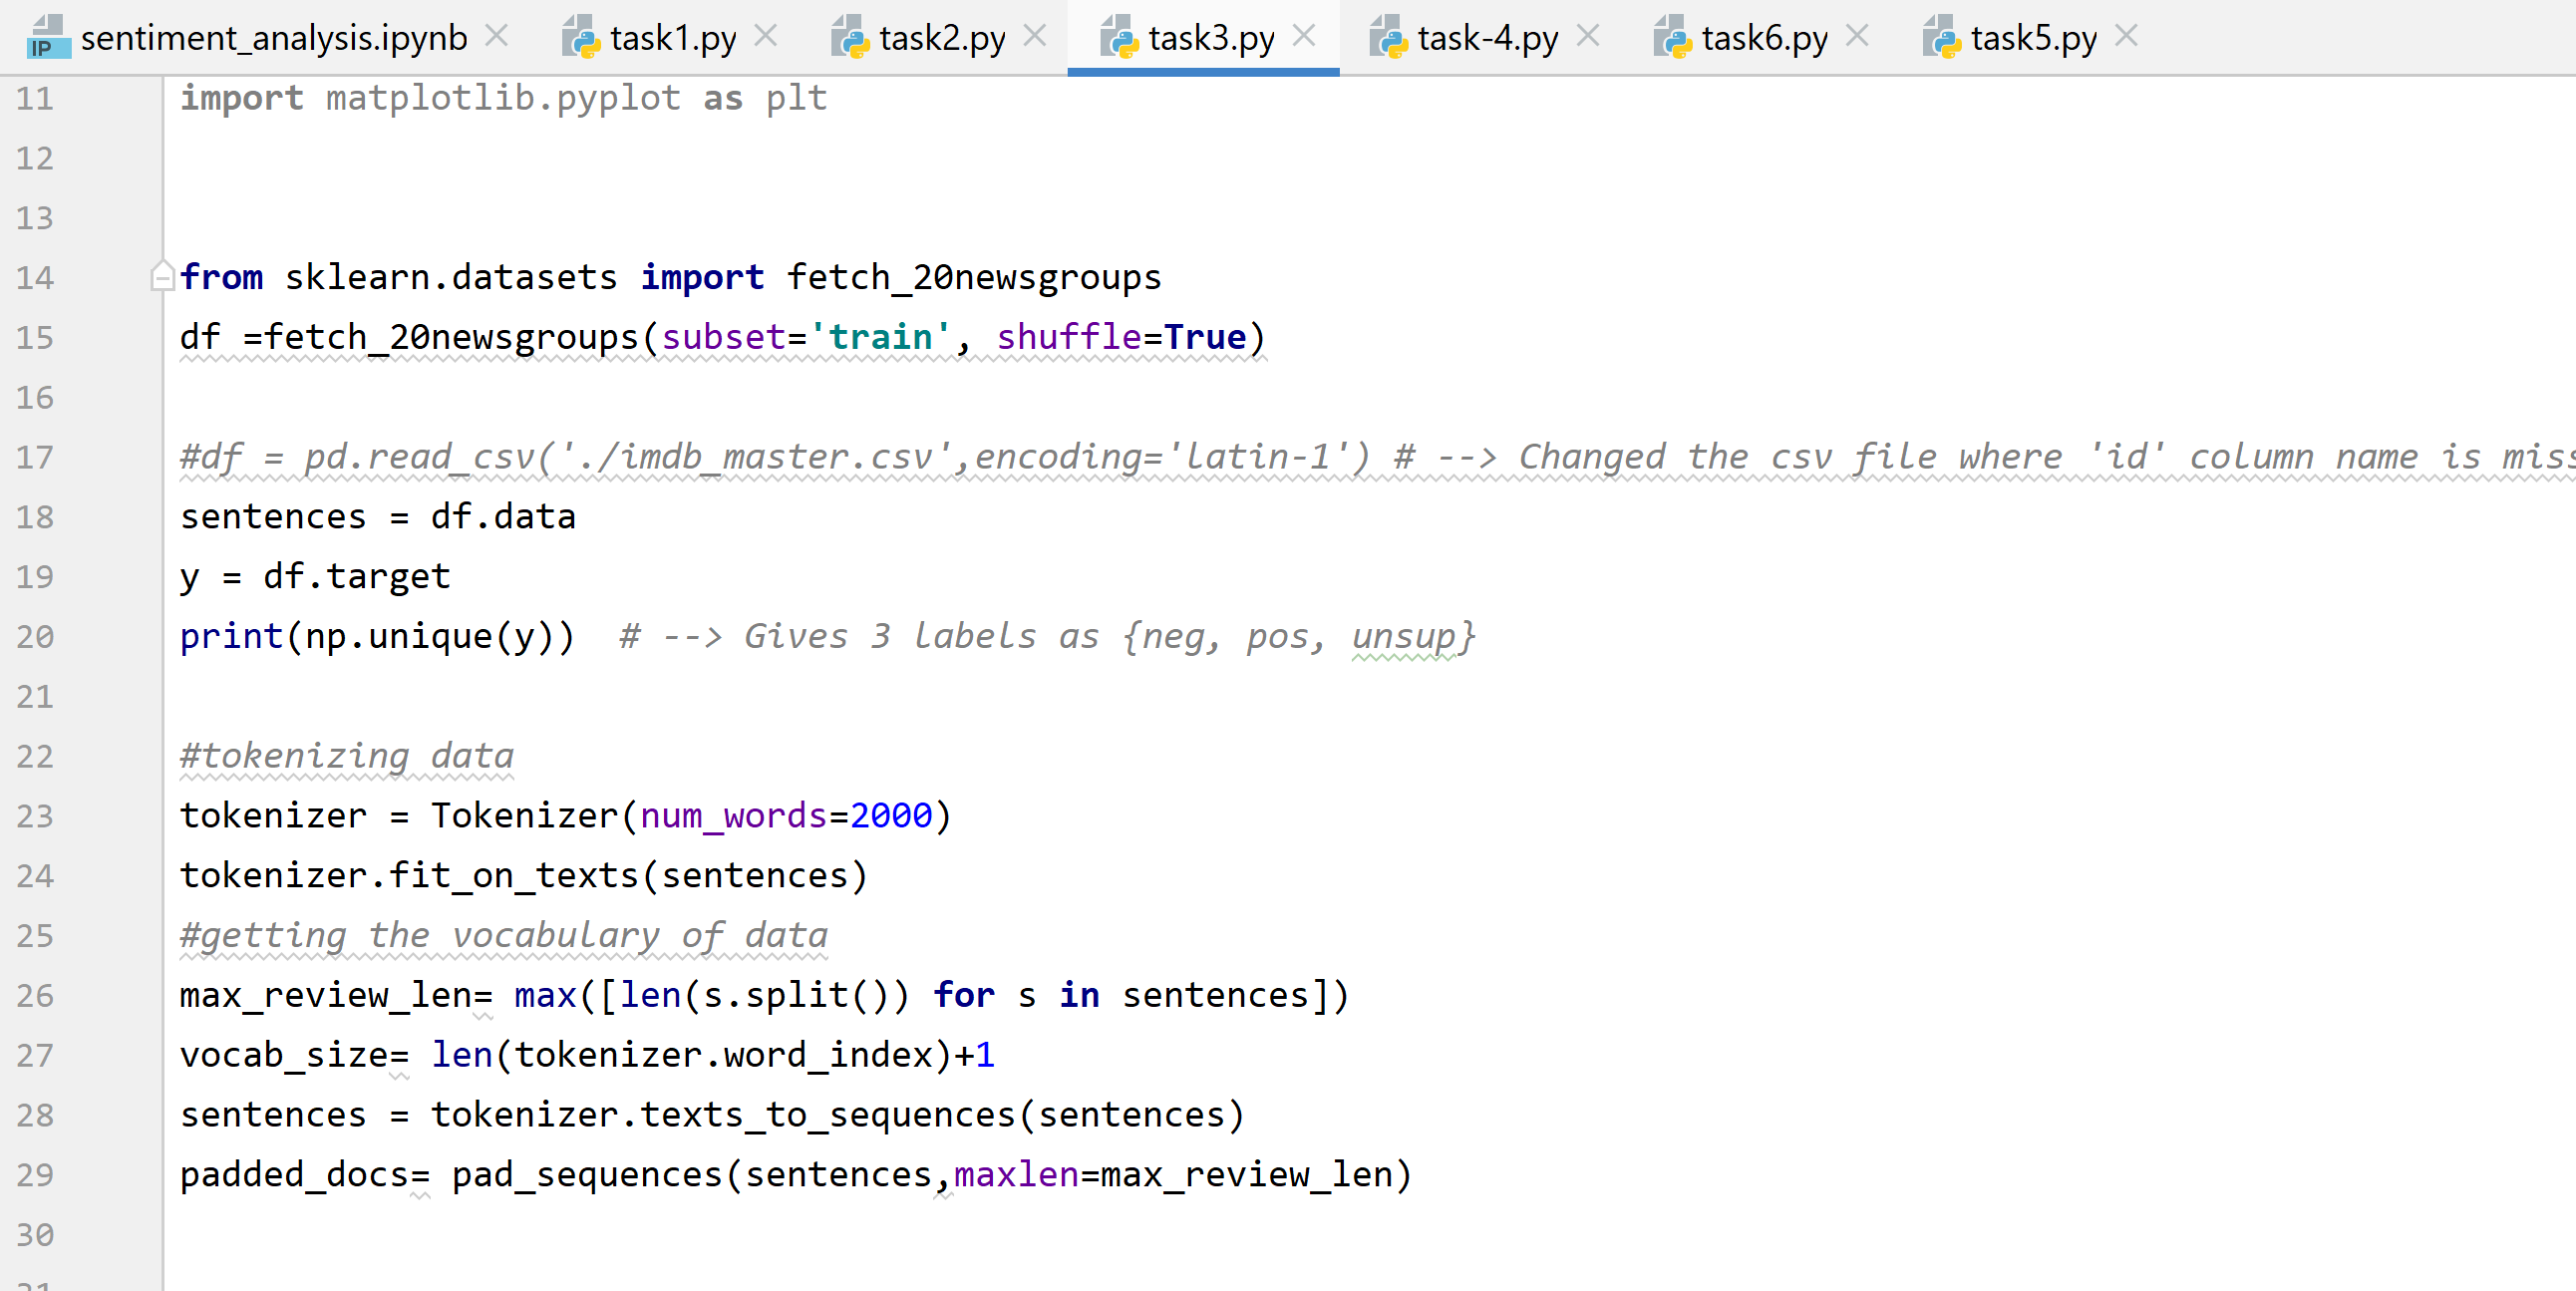 sentiment_analysis.ipynb task1.py task2.py task3.py task-4.py task6.py task5.py
11 import matplotlib.pyplot as plt
12
13
14 from sklearn.datasets import fetch_20newsgroups
15 df =fetch_20newsgroups(subset='train', shuffle=True)
16
17 #df = pd.read_csv('./imdb_master.csv',encoding='latin-1') # --> Changed the csv file where 'id' column name is miss
18 sentences = df.data
19 y = df.target
20 print(np.unique(y))  # --> Gives 3 labels as {neg, pos, unsup}
21
22 #tokenizing data
23 tokenizer = Tokenizer(num_words=2000)
24 tokenizer.fit_on_texts(sentences)
25 #getting the vocabulary of data
26 max_review_len= max([len(s.split()) for s in sentences])
27 vocab_size= len(tokenizer.word_index)+1
28 sentences = tokenizer.texts_to_sequences(sentences)
29 padded_docs= pad_sequences(sentences,maxlen=max_review_len)
30